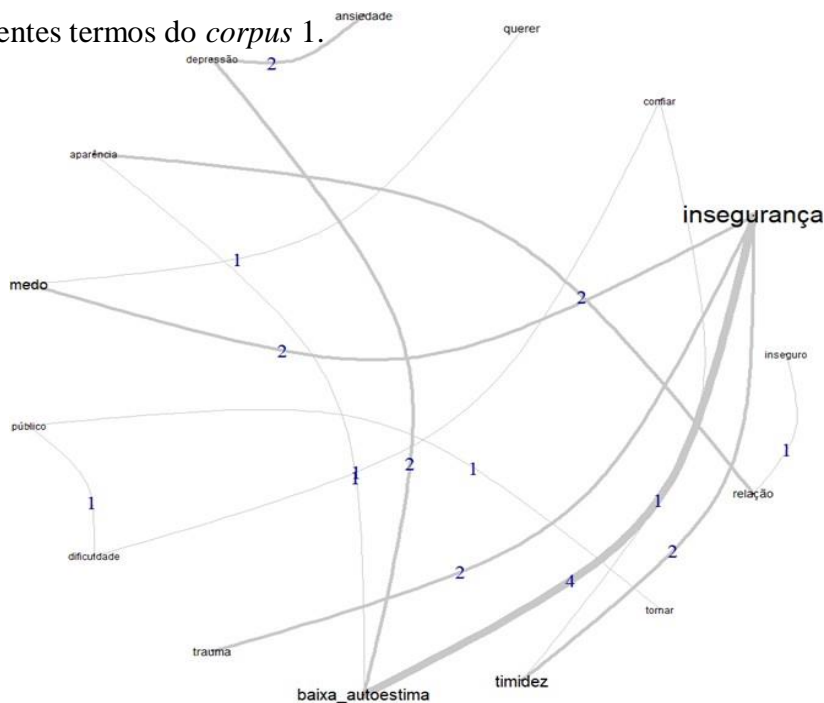 ansiedade
entes termos do corpus 1.
querer
depressão
2
confiar
aparência
insegurança
1
medo
2
2
inseguro
público
1
2
1
1
1
relação
1
1
dificuldade
2
2
4
tornar
trauma
timidez
baixa_autoestima